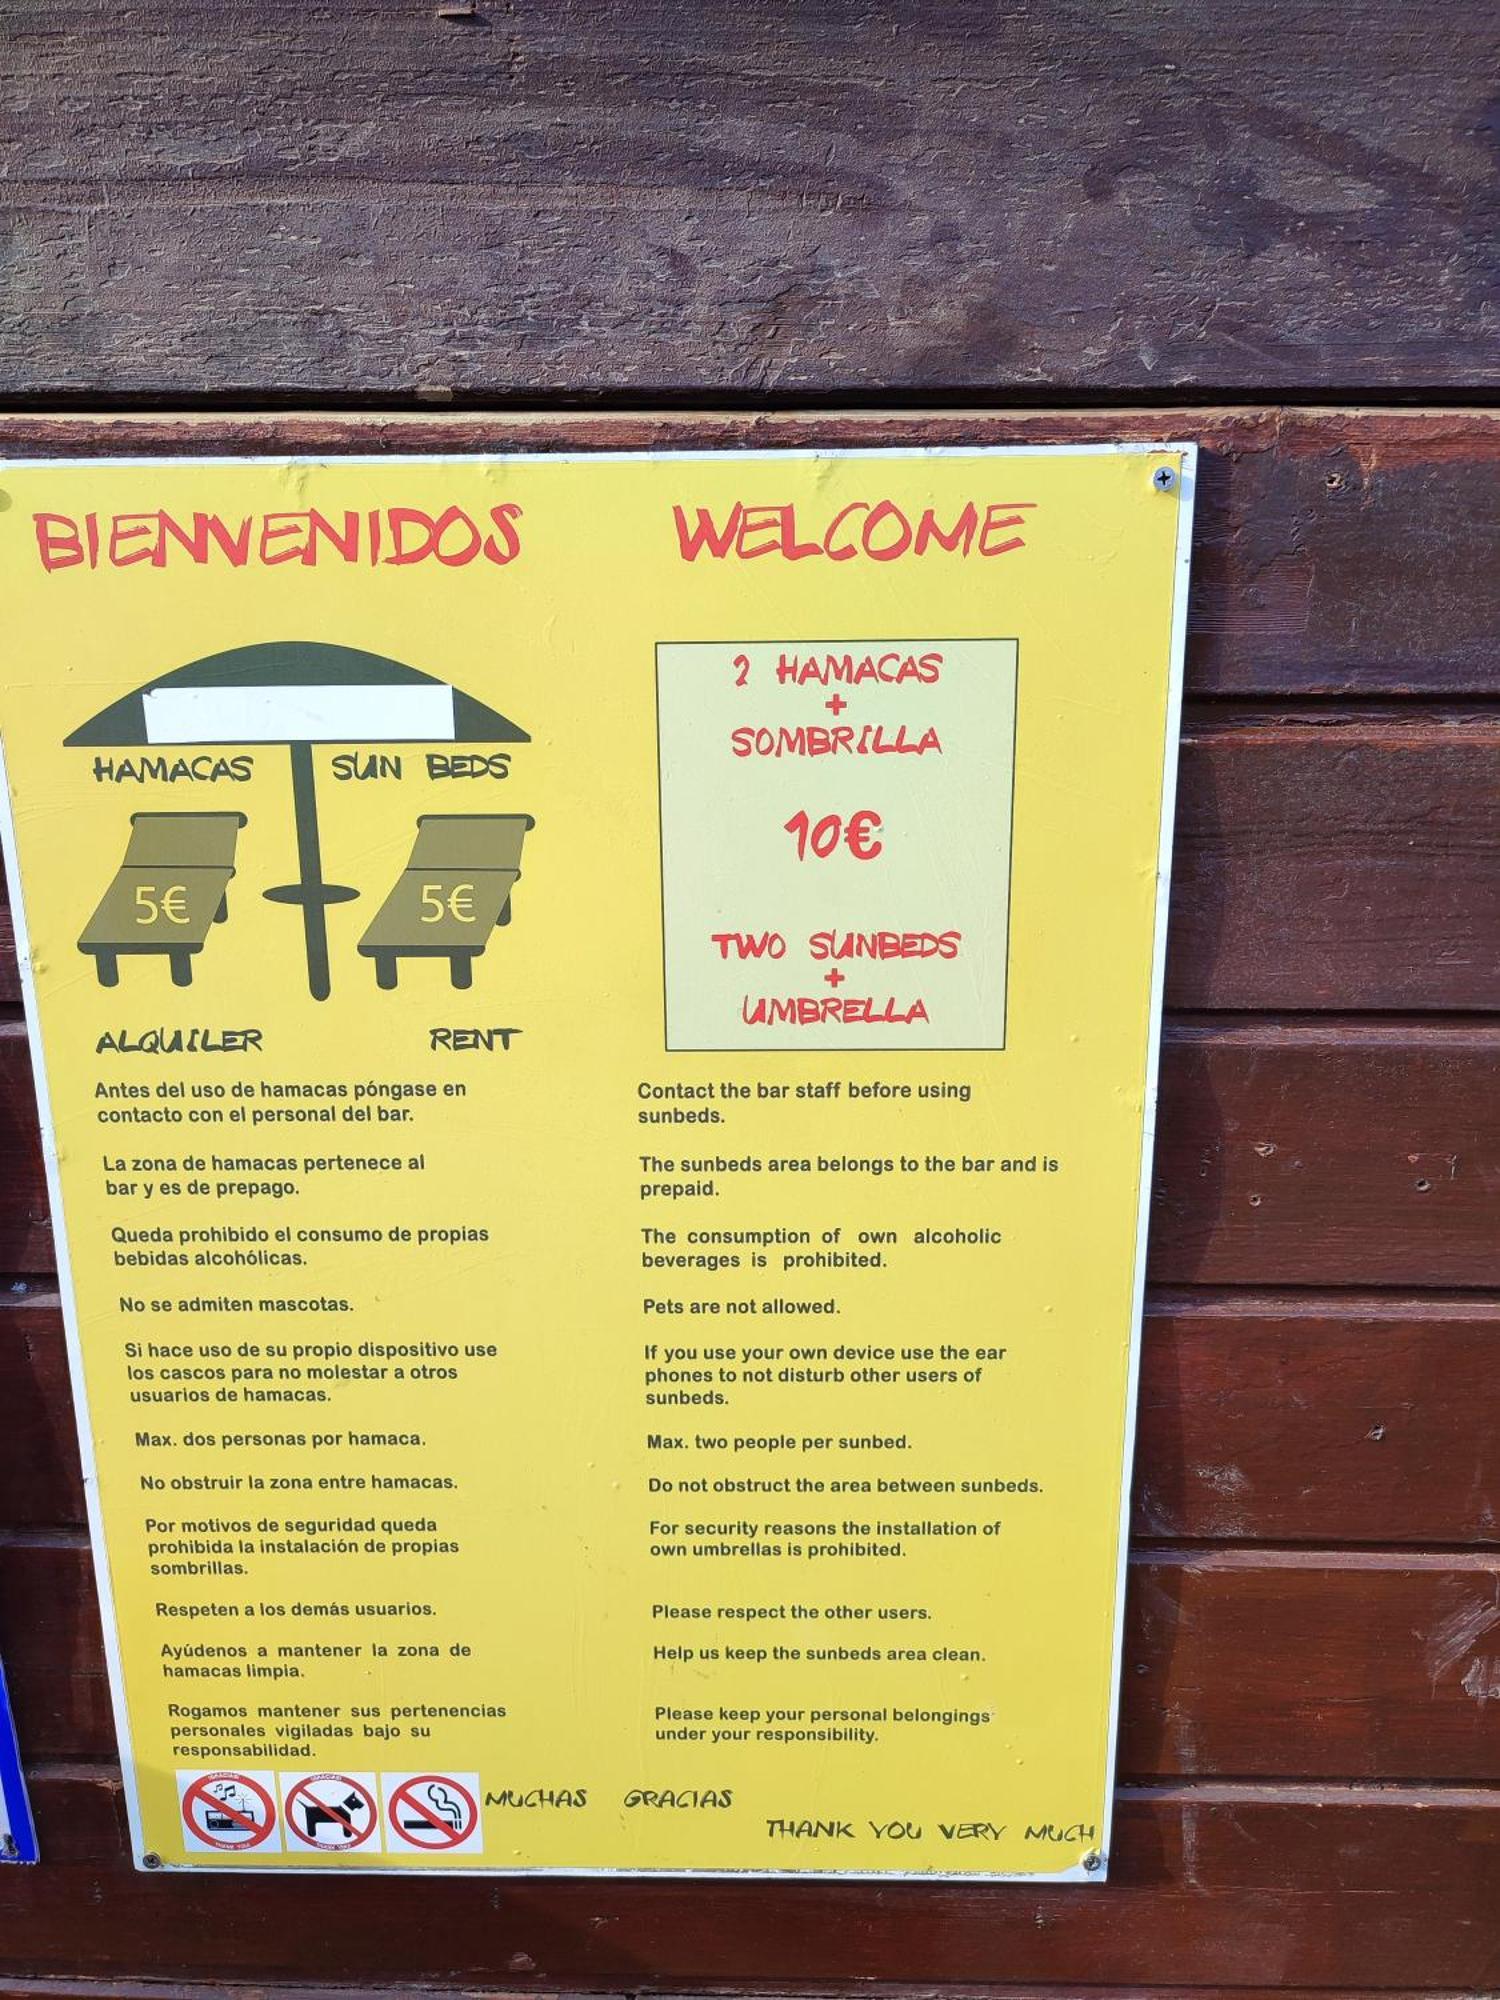 BIENVENIDOS
WELCOME
HAMACAS
SUN BEDS
5€
5€
ALQUILER
RENT
2 HAMACAS
+
SOMBRILLA
10€
TWO SUNBEDS
+
UMBRELLA
Antes del uso de hamacas póngase en
contacto con el personal del bar.
La zona de hamacas pertenece al
bar y es de prepago.
Queda prohibido el consumo de propias
bebidas alcohólicas.
No se admiten mascotas.
Si hace uso de su propio dispositivo use
los cascos para no molestar a otros
usuarios de hamacas.
Max. dos personas por hamaca.
No obstruir la zona entre hamacas.
Por motivos de seguridad queda
prohibida la instalación de propias
sombrillas.
Respeten a los demás usuarios.
Ayúdenos a mantener la zona de
hamacas limpia.
Rogamos mantener sus pertenencias
personales vigiladas bajo su
responsabilidad.
Contact the bar staff before using
sunbeds.
The sunbeds area belongs to the bar and is
prepaid.
The consumption of own alcoholic
beverages is prohibited.
Pets are not allowed.
If you use your own device use the ear
phones to not disturb other users of
sunbeds.
Max. two people per sunbed.
Do not obstruct the area between sunbeds.
For security reasons the installation of
own umbrellas is prohibited.
Please respect the other users.
Help us keep the sunbeds area clean.
Please keep your personal belongings
under your responsibility.
MUCHAS GRACIAS
THANK YOU VERY MUCH